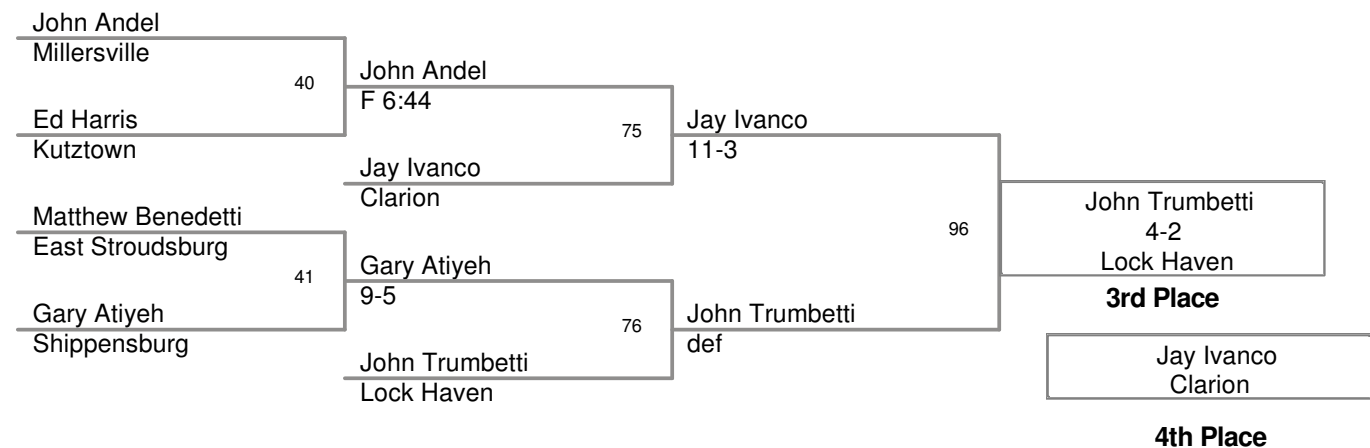 John Andel
Millersville
40
John Andel
F 6:44
Ed Harris
Kutztown
75
Jay Ivanco
11-3
Jay Ivanco
Clarion
Matthew Benedetti
East Stroudsburg
96
John Trumbetti
4-2
Lock Haven
41
Gary Atiyeh
9-5
3rd Place
Gary Atiyeh
Shippensburg
76
John Trumbetti
def
John Trumbetti
Lock Haven
Jay Ivanco
Clarion
4th Place